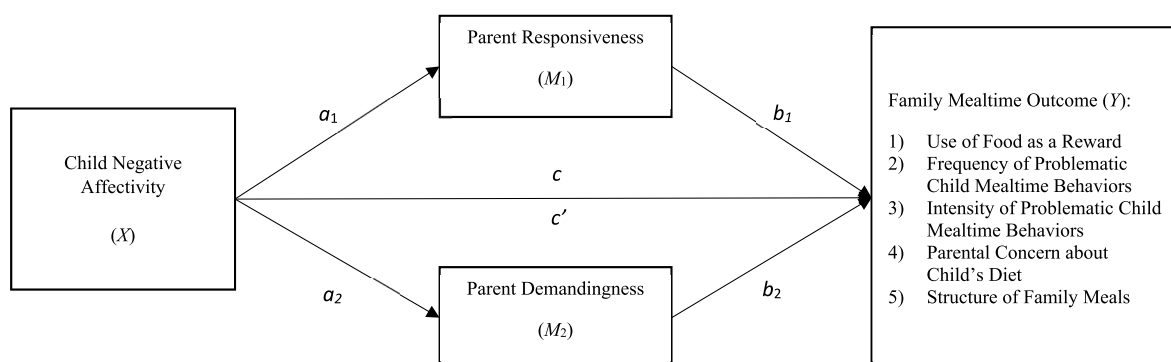 Child Negative
Affectivity
(X)
a1
a2
Parent Responsiveness
(M1)
c
c’
Parent Demandingness
(M2)
b1
b2
Family Mealtime Outcome (Y):
1) Use of Food as a Reward
2) Frequency of Problematic
Child Mealtime Behaviors
3) Intensity of Problematic Child
Mealtime Behaviors
4) Parental Concern about
Child’s Diet
5) Structure of Family Meals